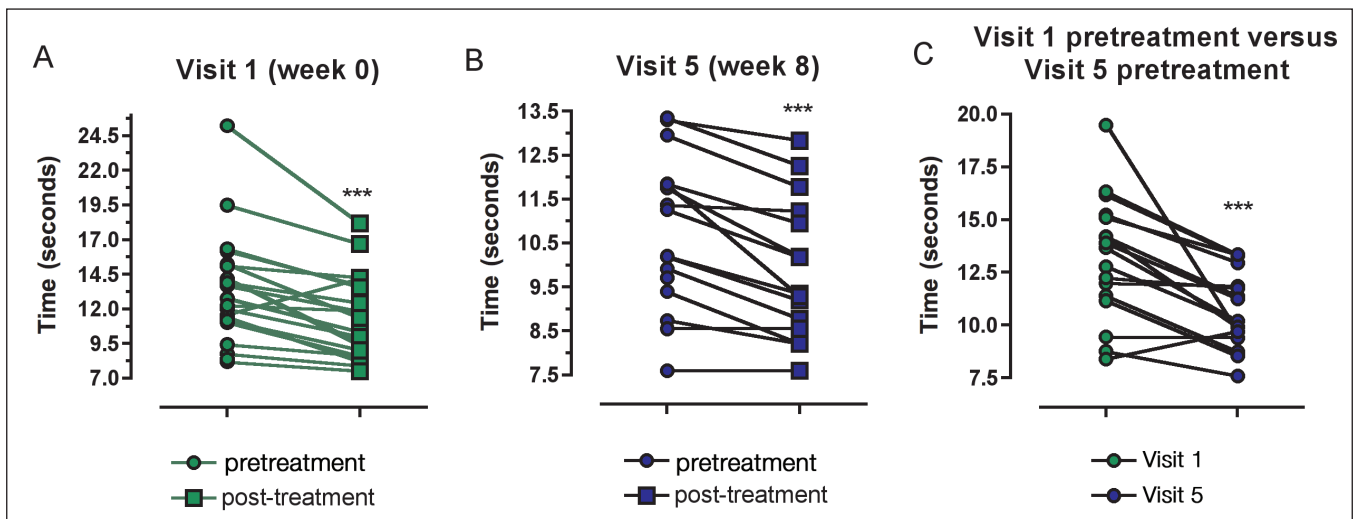 A
Visit 1 (week 0)
Time (seconds)
24.5
22.0
19.5
17.0
14.5
12.0
9.5
7.0
***
pretreatment
post-treatment
B
Visit 5 (week 8)
Time (seconds)
13.5
12.5
11.5
10.5
9.5
8.5
7.5
***
pretreatment
post-treatment
C
Visit 1 pretreatment versus
Visit 5 pretreatment
Time (seconds)
20.0
17.5
15.0
12.5
10.0
7.5
***
Visit 1
Visit 5